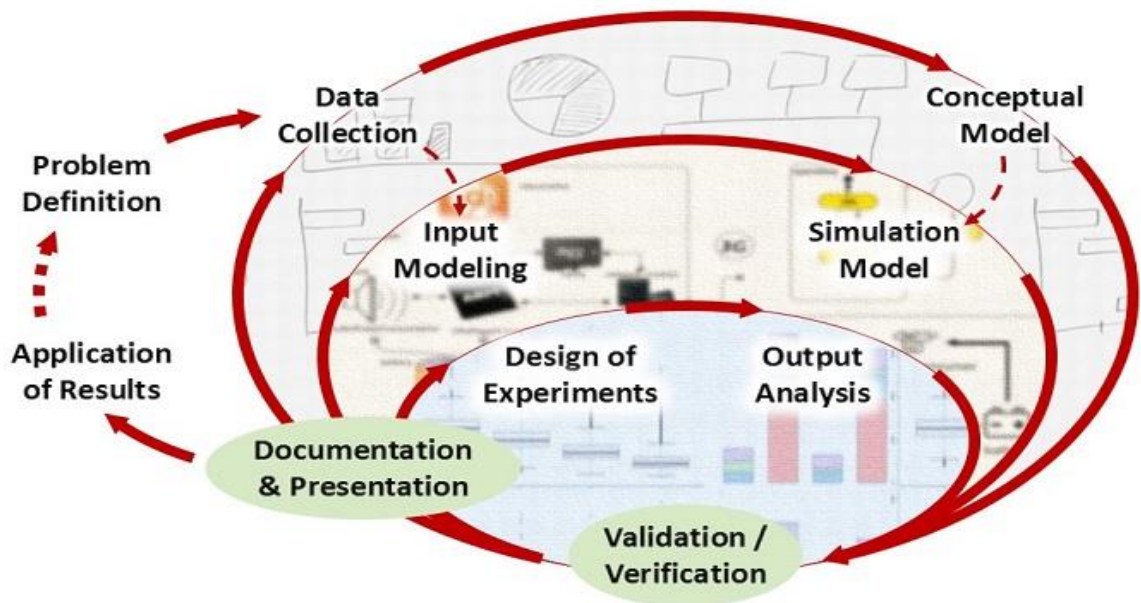 Data
Collection
Conceptual
Model
Problem
Definition
Input
Modeling
Simulation
Model
Application
of Results
Design of
Experiments
Output
Analysis
Documentation
& Presentation
Validation /
Verification